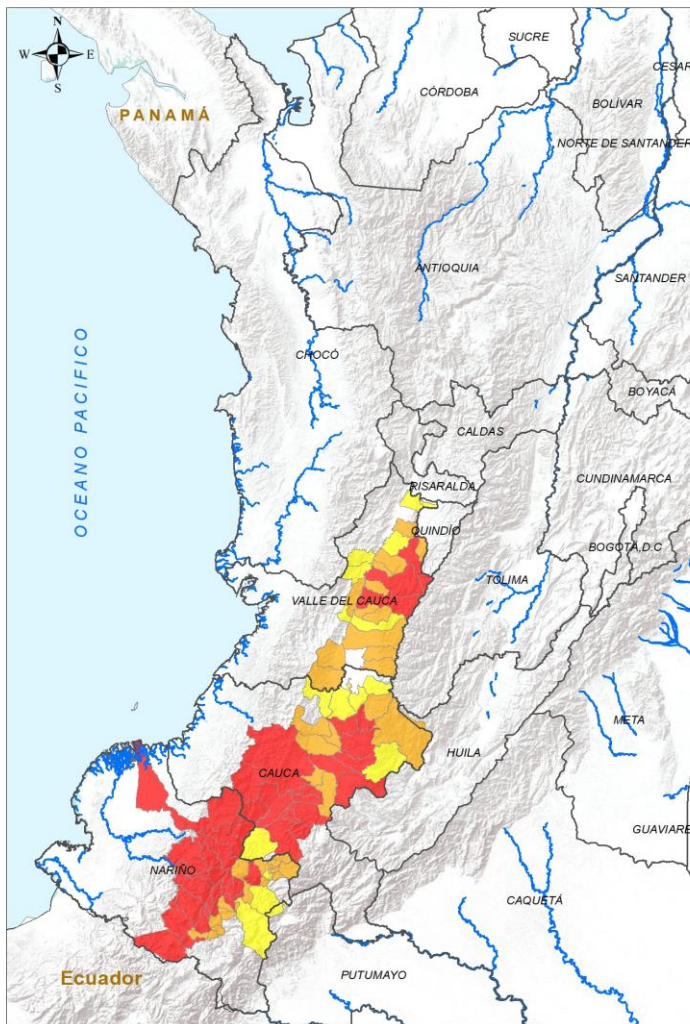 N
W
E
S
SUCRE
CESAR
CÓRDOBA
BOLÍVAR
PANAMÁ
NORTE DE SANTANDER
ANTIOQUIA
SANTANDER
OCEANO PACIFICO
CHOCÓ
BOYACÁ
CALDAS
CUNDINAMARCA
RISARALDA
QUINDÍO
BOGOTÁ,D.C
TOLIMA
VALLE DEL CAUCA
META
HUILA
CAUCA
GUAVIARE
NARIÑO
CAQUETÁ
Ecuador
PUTUMAYO